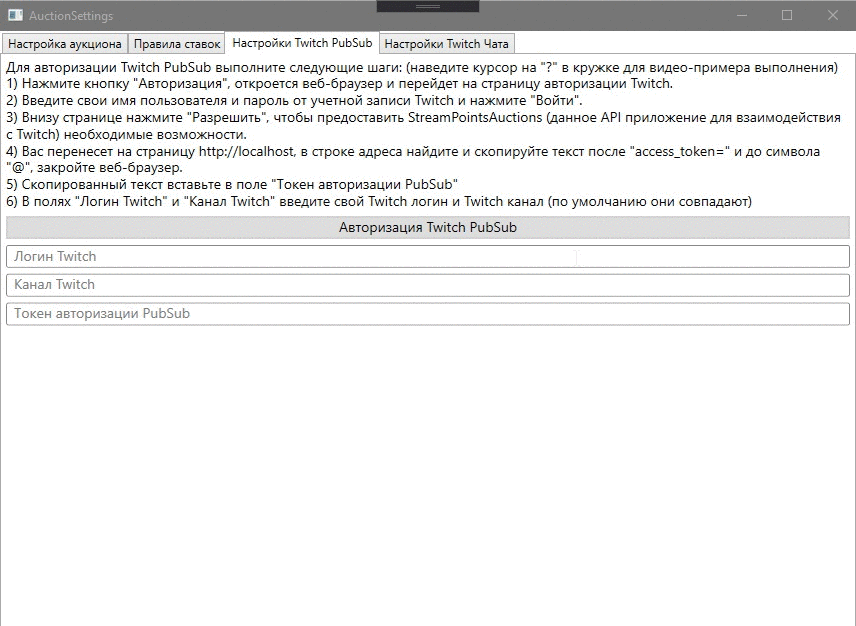 AuctionSettings
Настройка аукциона Правила ставок Настройки Twitch PubSub Настройки Twitch Чата
Для авторизации Twitch PubSub выполните следующие шаги: (наведите курсор на "?" в кружке для видео-примера выполнения)
1) Нажмите кнопку "Авторизация", откроется веб-браузер и перейдет на страницу авторизации Twitch.
2) Введите свои имя пользователя и пароль от учетной записи Twitch и нажмите "Войти".
3) Внизу странице нажмите "Разрешить", чтобы предоставить StreamPointsAuctions (данное API приложение для взаимодействия
с Twitch) необходимые возможности.
4) Вас перенесет на страницу http://localhost, в строке адреса найдите и скопируйте текст после "access_token=" и до символа
"@", закройте веб-браузер.
5) Скопированный текст вставьте в поле "Токен авторизации PubSub"
6) В полях "Логин Twitch" и "Канал Twitch" введите свой Twitch логин и Twitch канал (по умолчанию они совпадают)
Авторизация Twitch PubSub
Логин Twitch
Канал Twitch
Токен авторизации PubSub